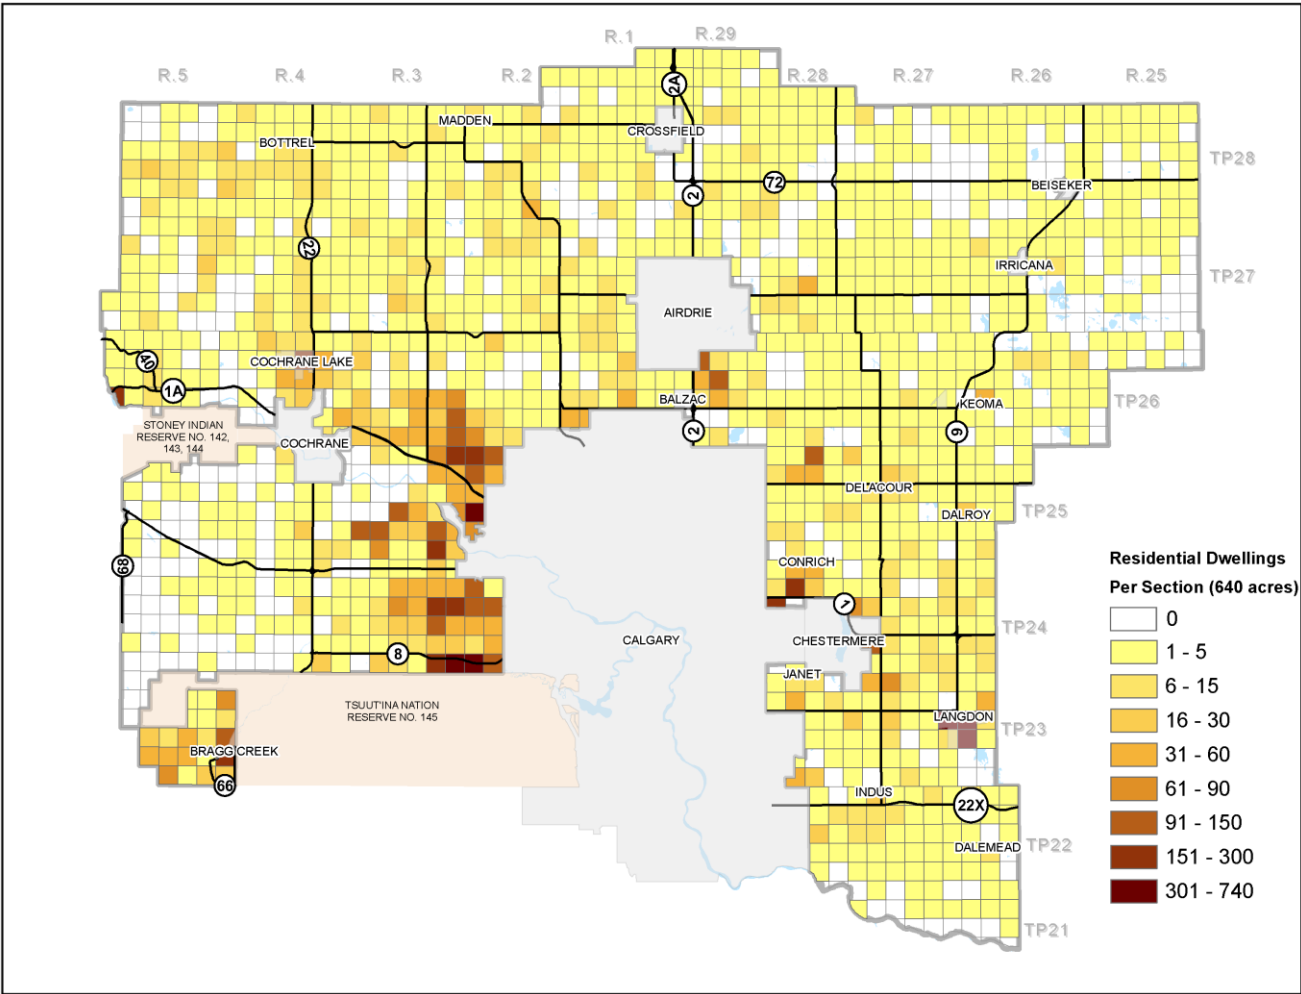 R.1
R.29
R.5
R.4
R.3
R.2
R.28
R.27
R.26
R.25
2A
MADDEN
CROSSFIELD
BOTTREL
TP28
72
BEISEKER
2
22
IRRICANA
TP27
AIRDRIE
40
COCHRANE LAKE
1A
BALZAC
KEOMA
TP26
STONEY INDIAN
RESERVE NO. 142,
143, 144
COCHRANE
2
9
DELACOUR
DALROY
TP25
68
CONRICH
1
TP24
CALGARY
CHESTERMERE
8
JANET
TSUUT'INA NATION
RESERVE NO. 145
LANGDON
TP23
BRAGG CREEK
66
INDUS
22X
DALEMEAD
TP22
TP21
Residential Dwellings
Per Section (640 acres)
0
1 - 5
6 - 15
16 - 30
31 - 60
61 - 90
91 - 150
151 - 300
301 - 740